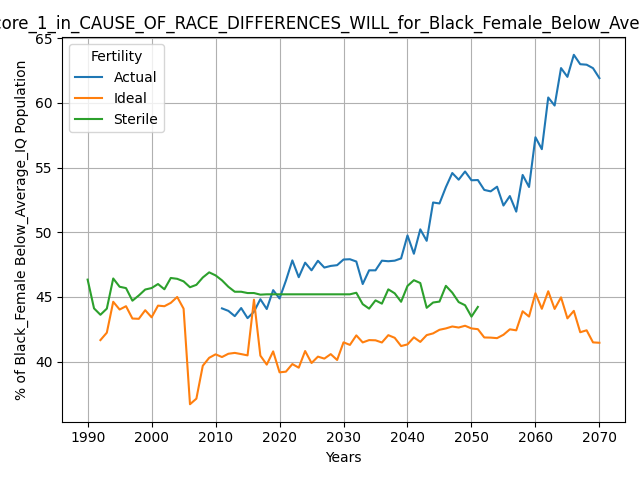 core_1_in_CAUSE_OF_RACE_DIFFERENCES_WILL_for_Black_Female_Below_Aver
65
60
55
50
45
40
% of Black_Female Below_Average_IQ Population
Fertility
Actual
Ideal
Sterile
1990 2000 2010 2020 2030 2040 2050 2060 2070
Years